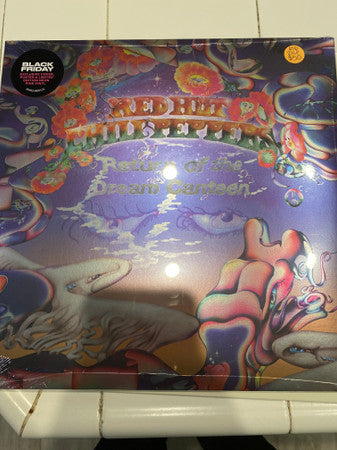 BLACK
FRIDAY
RED HOT
CHILI PEPPERS
Return of the
Dream Canteen